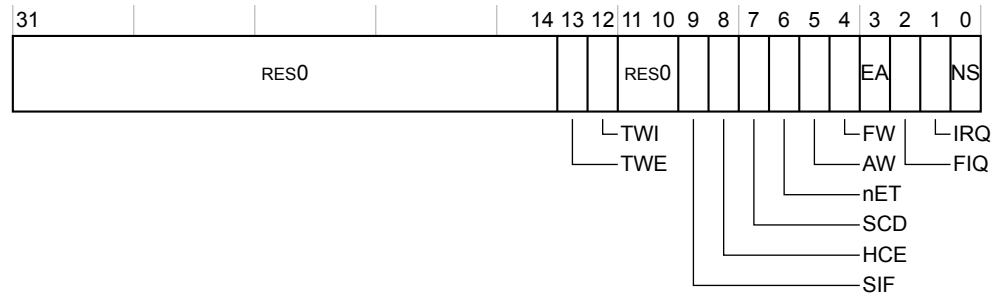 31 14 13 12 11 10 9 8 7 6 5 4 3 2 1 0
RES0 RES0 EA NS
TWI FW IRQ
TWE AW FIQ
nET
SCD
HCE
SIF